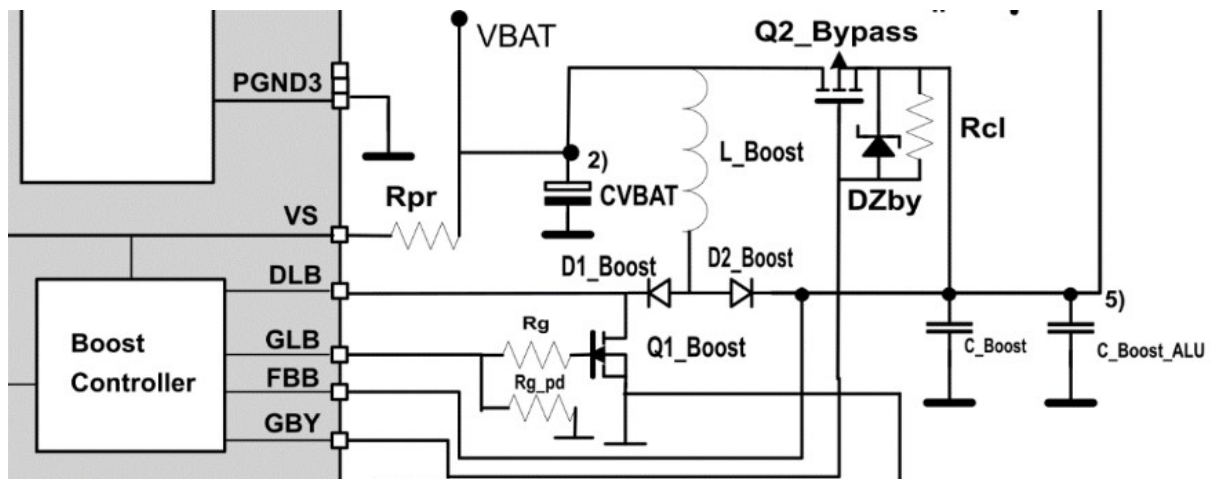 VBAT
Q2_Bypass
PGND3
L_Boost
Rcl
2)
Rpr
CVBAT
DZby
VS
D1_Boost
D2_Boost
DLB
5)
Rg
Q1_Boost
C_Boost
C_Boost_ALU
GLB
Boost
Controller
FBB
Rg_pd
GBY